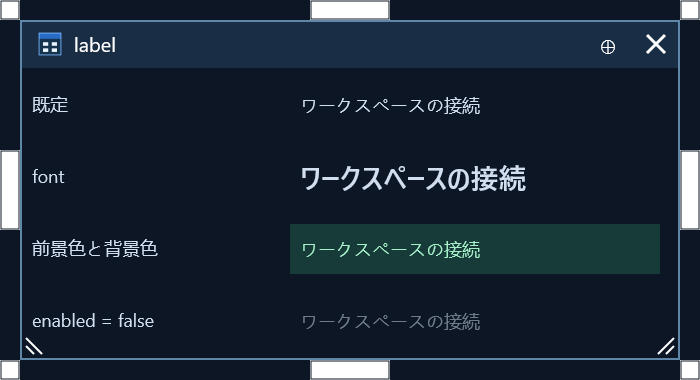 label
既定 ワークスペースの接続
font ワークスペースの接続
前景色と背景色 ワークスペースの接続
enabled = false ワークスペースの接続